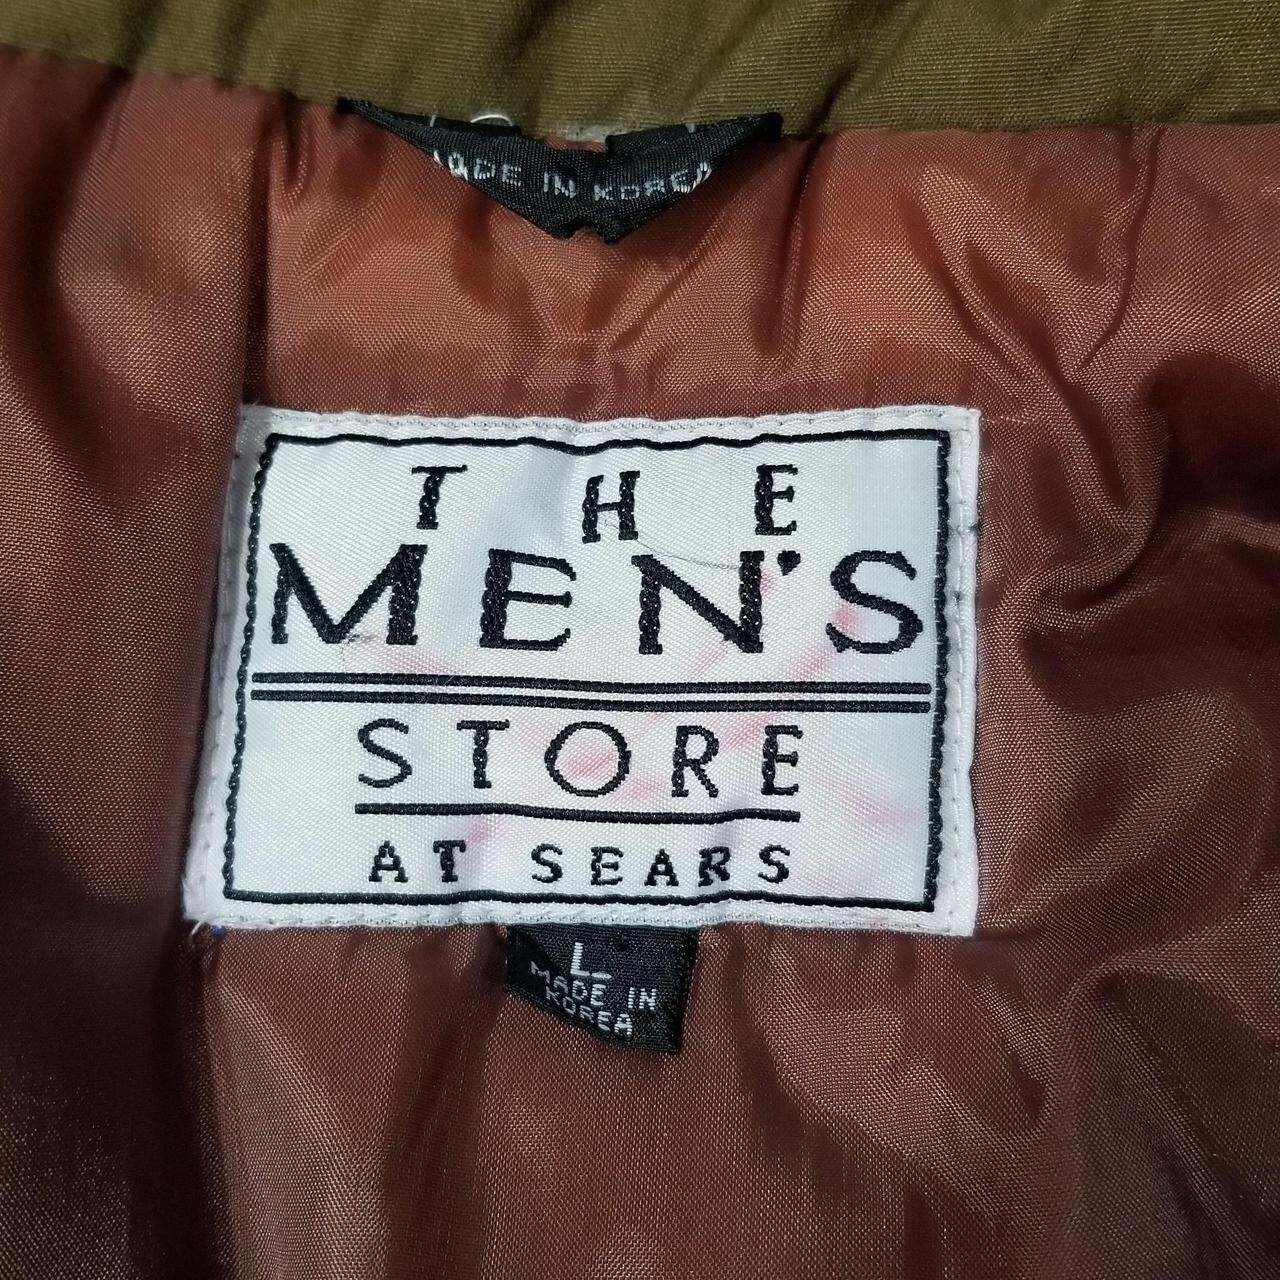 MADE IN KOREA
THE
MEN'S
STORE
AT SEARS
L
MADE IN
KOREA